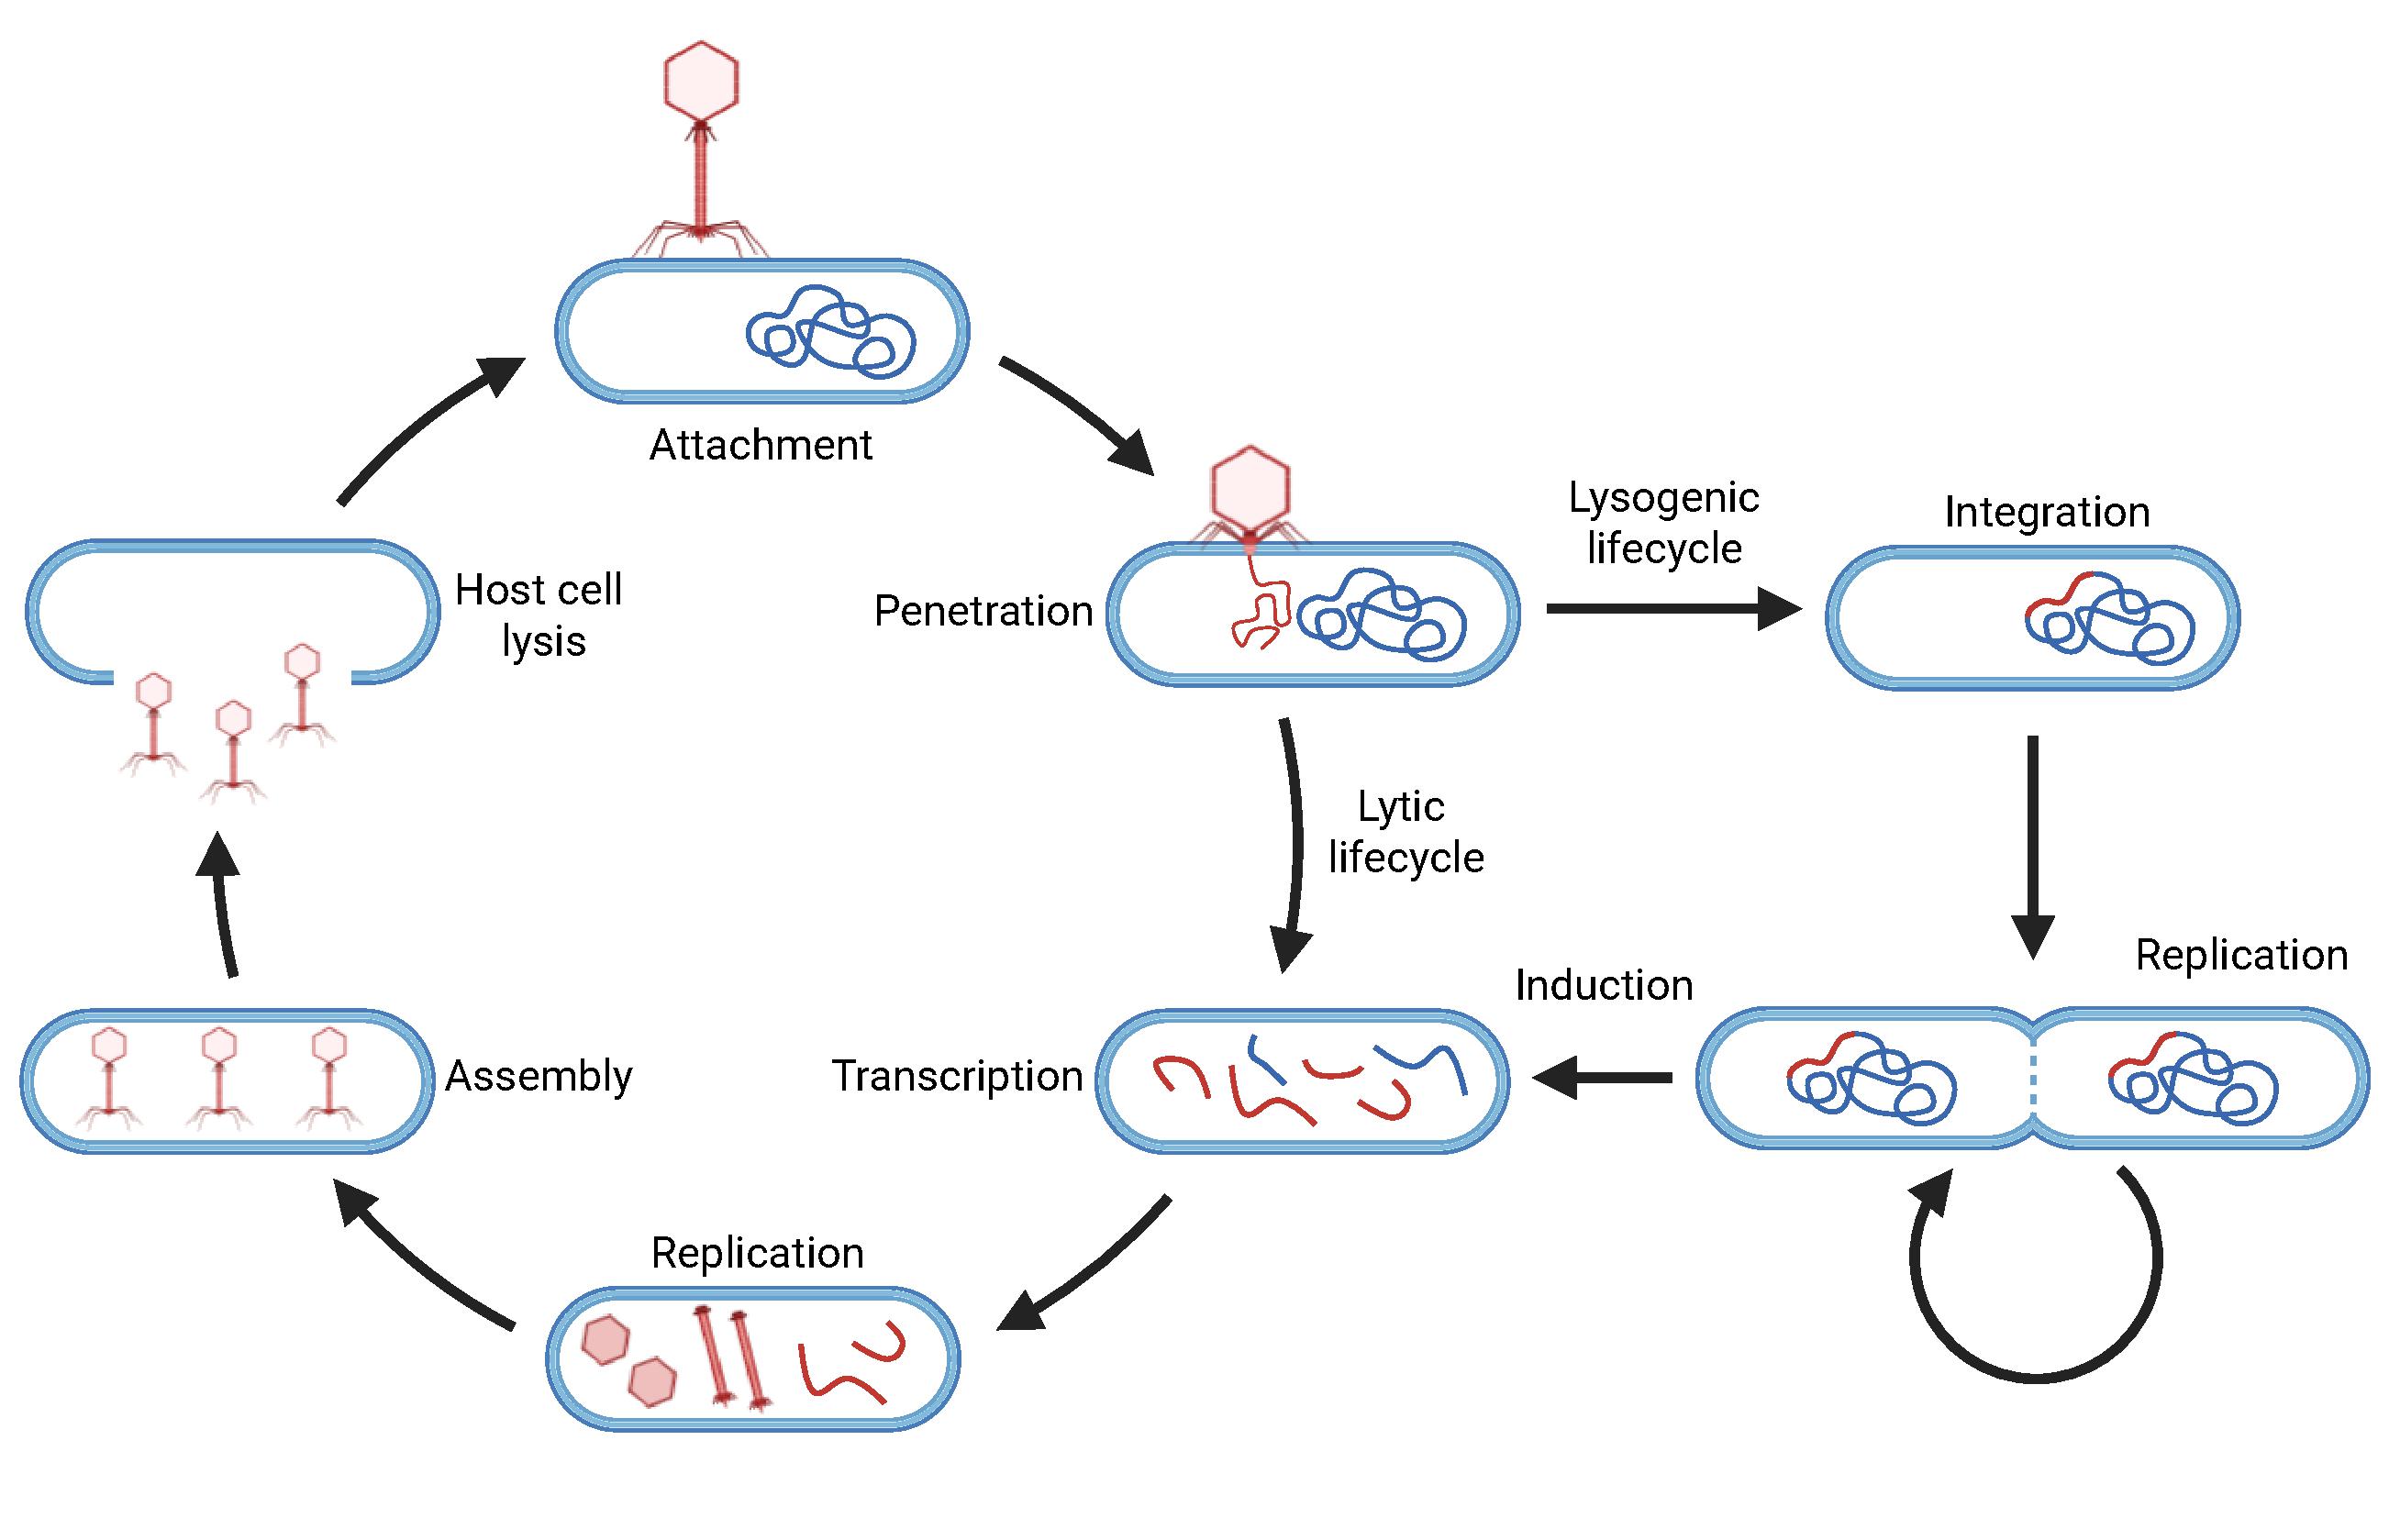 Attachment
Lysogenic
lifecycle
Integration
Host cell
lysis
Penetration
Lytic
lifecycle
Replication
Induction
Assembly
Transcription
Replication